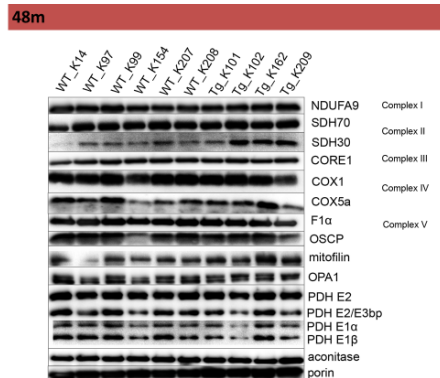 48m
WT_K14
WT_K97
WT_K99
WT_K154
WT_K207
WT_K208
Tg_K101
Tg_K102
Tg_K162
Tg_K209
NDUFA9 Complex I
SDH70
Complex II
SDH30
CORE1 Complex III
COX1
Complex IV
COX5a
F1α Complex V
OSCP
mitofilin
OPA1
PDH E2
PDH E2/E3bp
PDH E1α
PDH E1β
aconitase
porin